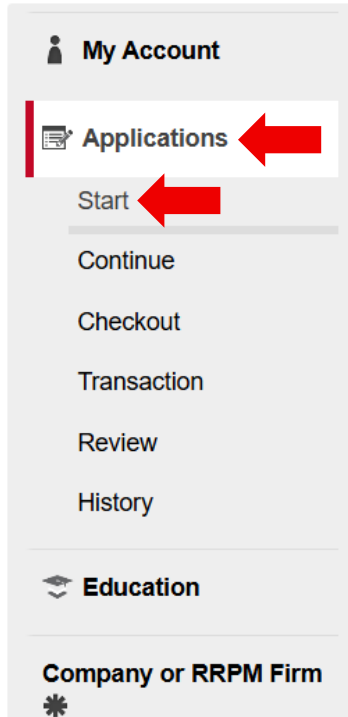 My Account
Applications
Start
Continue
Checkout
Transaction
Review
History
Education
Company or RRPM Firm